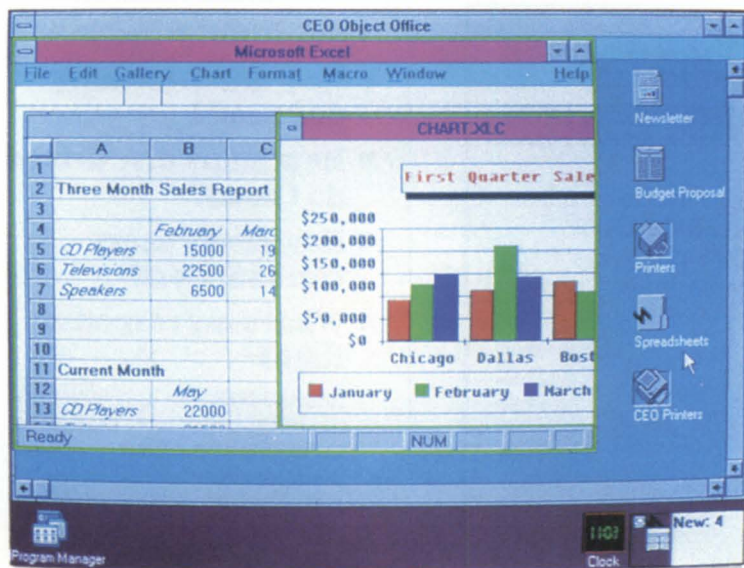 CEO Object Office
Microsoft Excel
File Edit Gallery Chart Format Macro Window Help
A B C
1
2 Three Month Sales Report
3
4 February Marc
5 CD Players 15000 19
6 Televisions 22500 26
7 Speakers 6500 14
8
9
10
11 Current Month
12 May
13 CD Players 22000
Ready NUM
CHART.XLC
First Quarter Sale
$250,000
$200,000
$150,000
$100,000
$50,000
$0
Chicago Dallas Bost
January February March
Newsletter
Budget Proposal
Printers
Spreadsheets
CEO Printers
Program Manager
11:03
Clock
New: 4